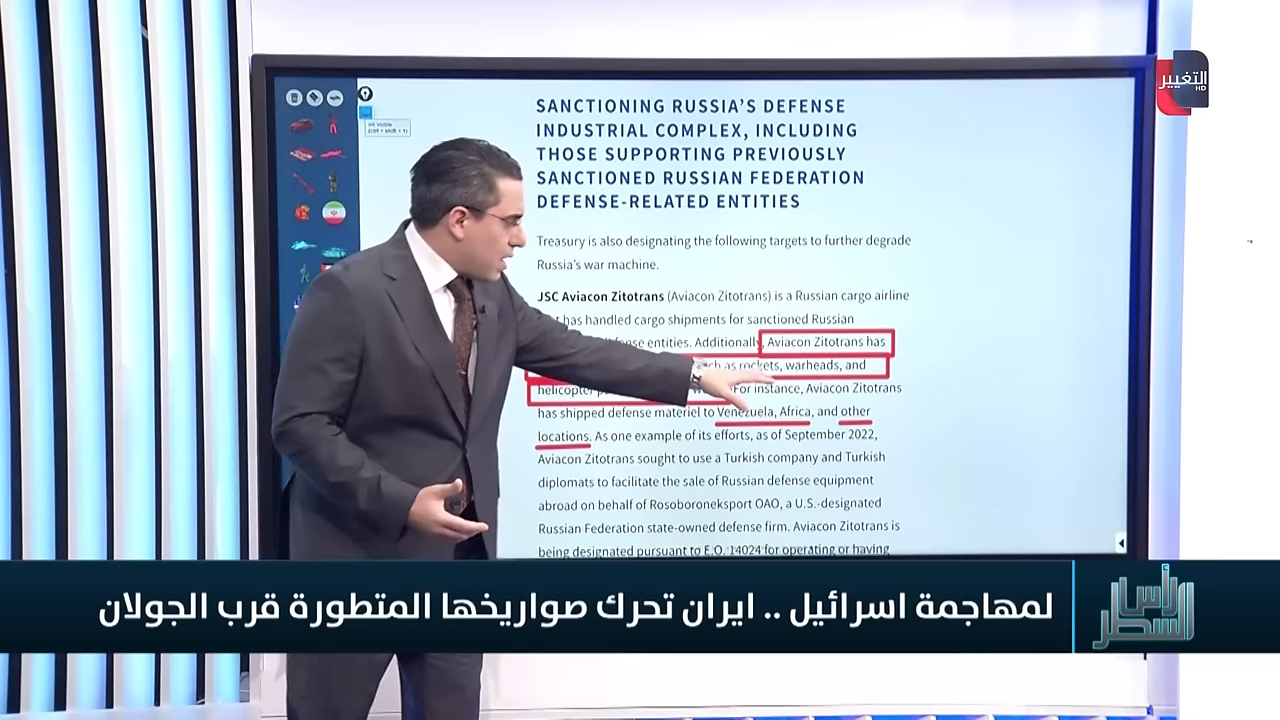 التغيير
HD
SANCTIONING RUSSIA'S DEFENSE
INDUSTRIAL COMPLEX, INCLUDING
THOSE SUPPORTING PREVIOUSLY
SANCTIONED RUSSIAN FEDERATION
DEFENSE-RELATED ENTITIES
Treasury is also designating the following targets to further degrade
Russia's war machine.
JSC Aviacon Zitotrans (Aviacon Zitotrans) is a Russian cargo airline
has handled cargo shipments for sanctioned Russian
entities. Additionally, Aviacon Zitotrans has
as rockets, warheads, and
helicopter For instance, Aviacon Zitotrans
has shipped defense materiel to Venezuela, Africa, and other
locations. As one example of its efforts, as of September 2022,
Aviacon Zitotrans sought to use a Turkish company and Turkish
diplomats to facilitate the sale of Russian defense equipment
abroad on behalf of Rosoboroneksport OAO, a U.S.-designated
Russian Federation state-owned defense firm. Aviacon Zitotrans is
being designated pursuant to E.O. 14024 for operating or having
لمهاجمة اسرائيل .. ايران تحرك صواريخها المتطورة قرب الجولان
رأس
السطر